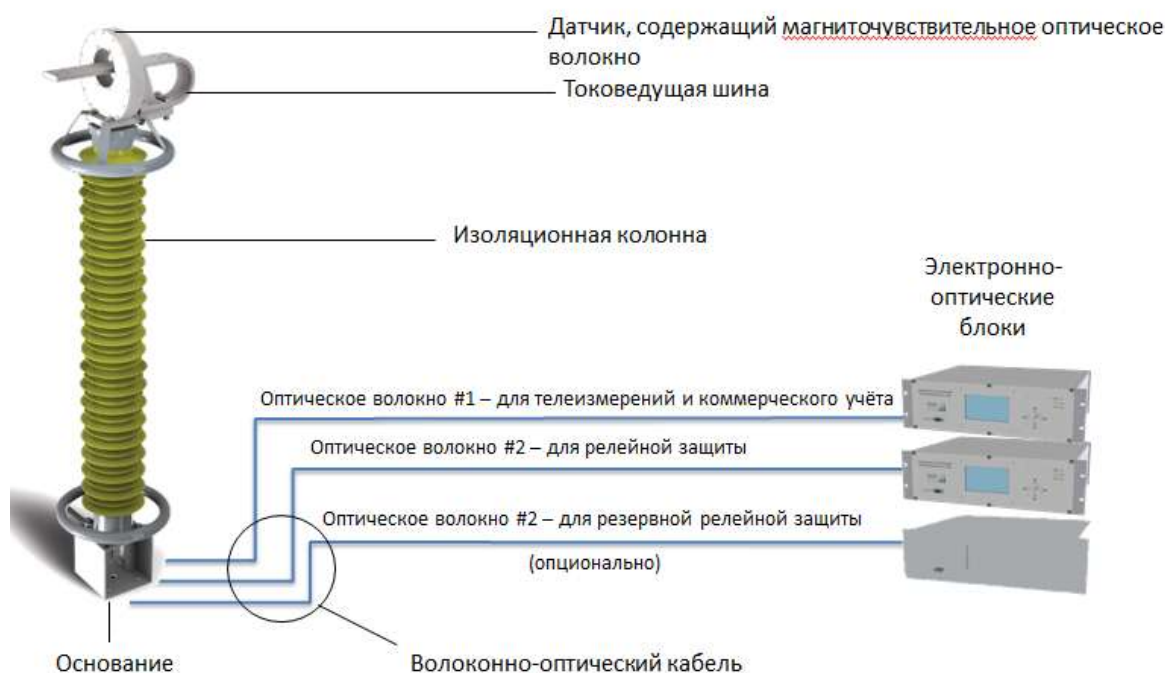 Датчик, содержащий магниточувствительное оптическое
волокно
Токоведущая шина
Изоляционная колонна
Электронно-
оптические
блоки
Оптическое волокно #1 – для телеизмерений и коммерческого учёта
Оптическое волокно #2 – для релейной защиты
Оптическое волокно #2 – для резервной релейной защиты
(опционально)
Основание
Волоконно-оптический кабель